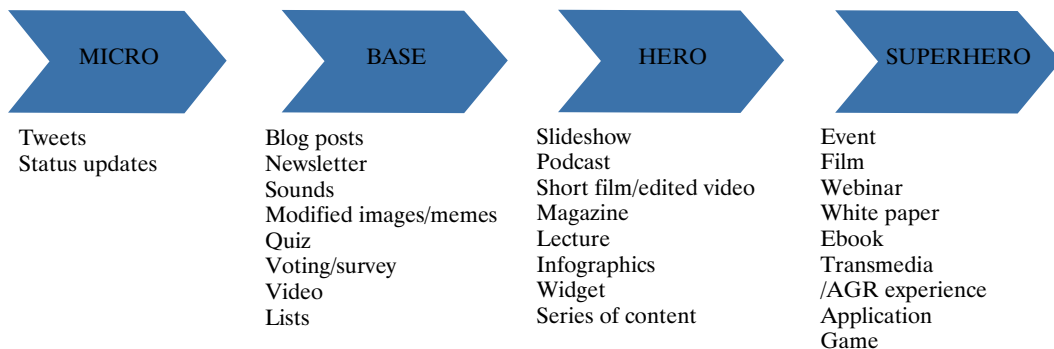 MICRO
Tweets
Status updates
BASE
Blog posts
Newsletter
Sounds
Modified images/memes
Quiz
Voting/survey
Video
Lists
HERO
Slideshow
Podcast
Short film/edited video
Magazine
Lecture
Infographics
Widget
Series of content
SUPERHERO
Event
Film
Webinar
White paper
Ebook
Transmedia
/AGR experience
Application
Game